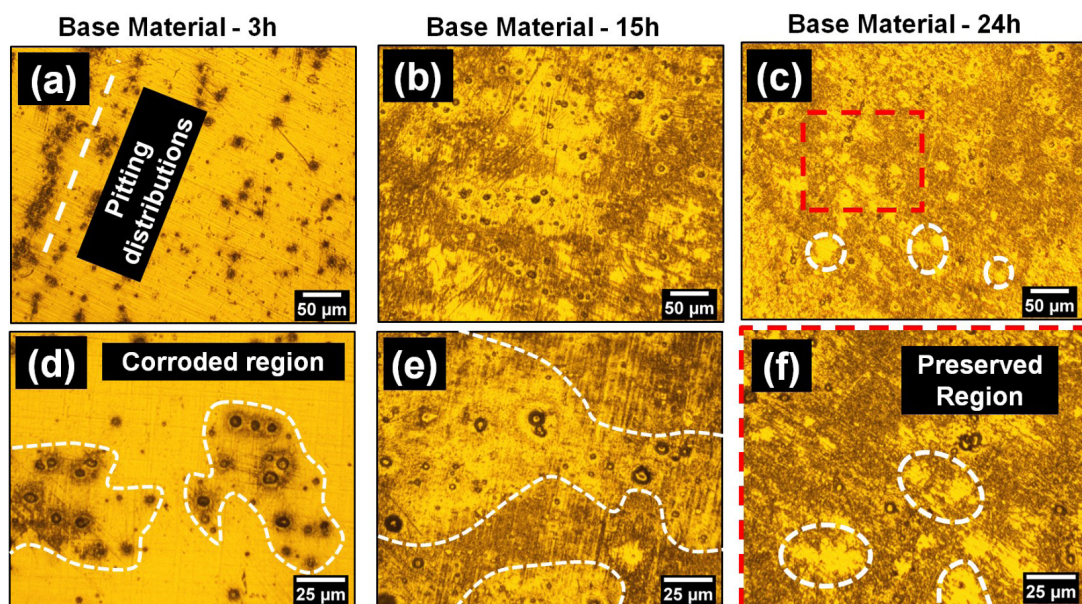 Base Material - 3h
Base Material - 15h
Base Material - 24h
(a)
Pitting
distributions
50 µm
(b)
50 µm
(c)
50 µm
(d)
Corroded region
25 µm
(e)
25 µm
(f)
Preserved
Region
25 µm